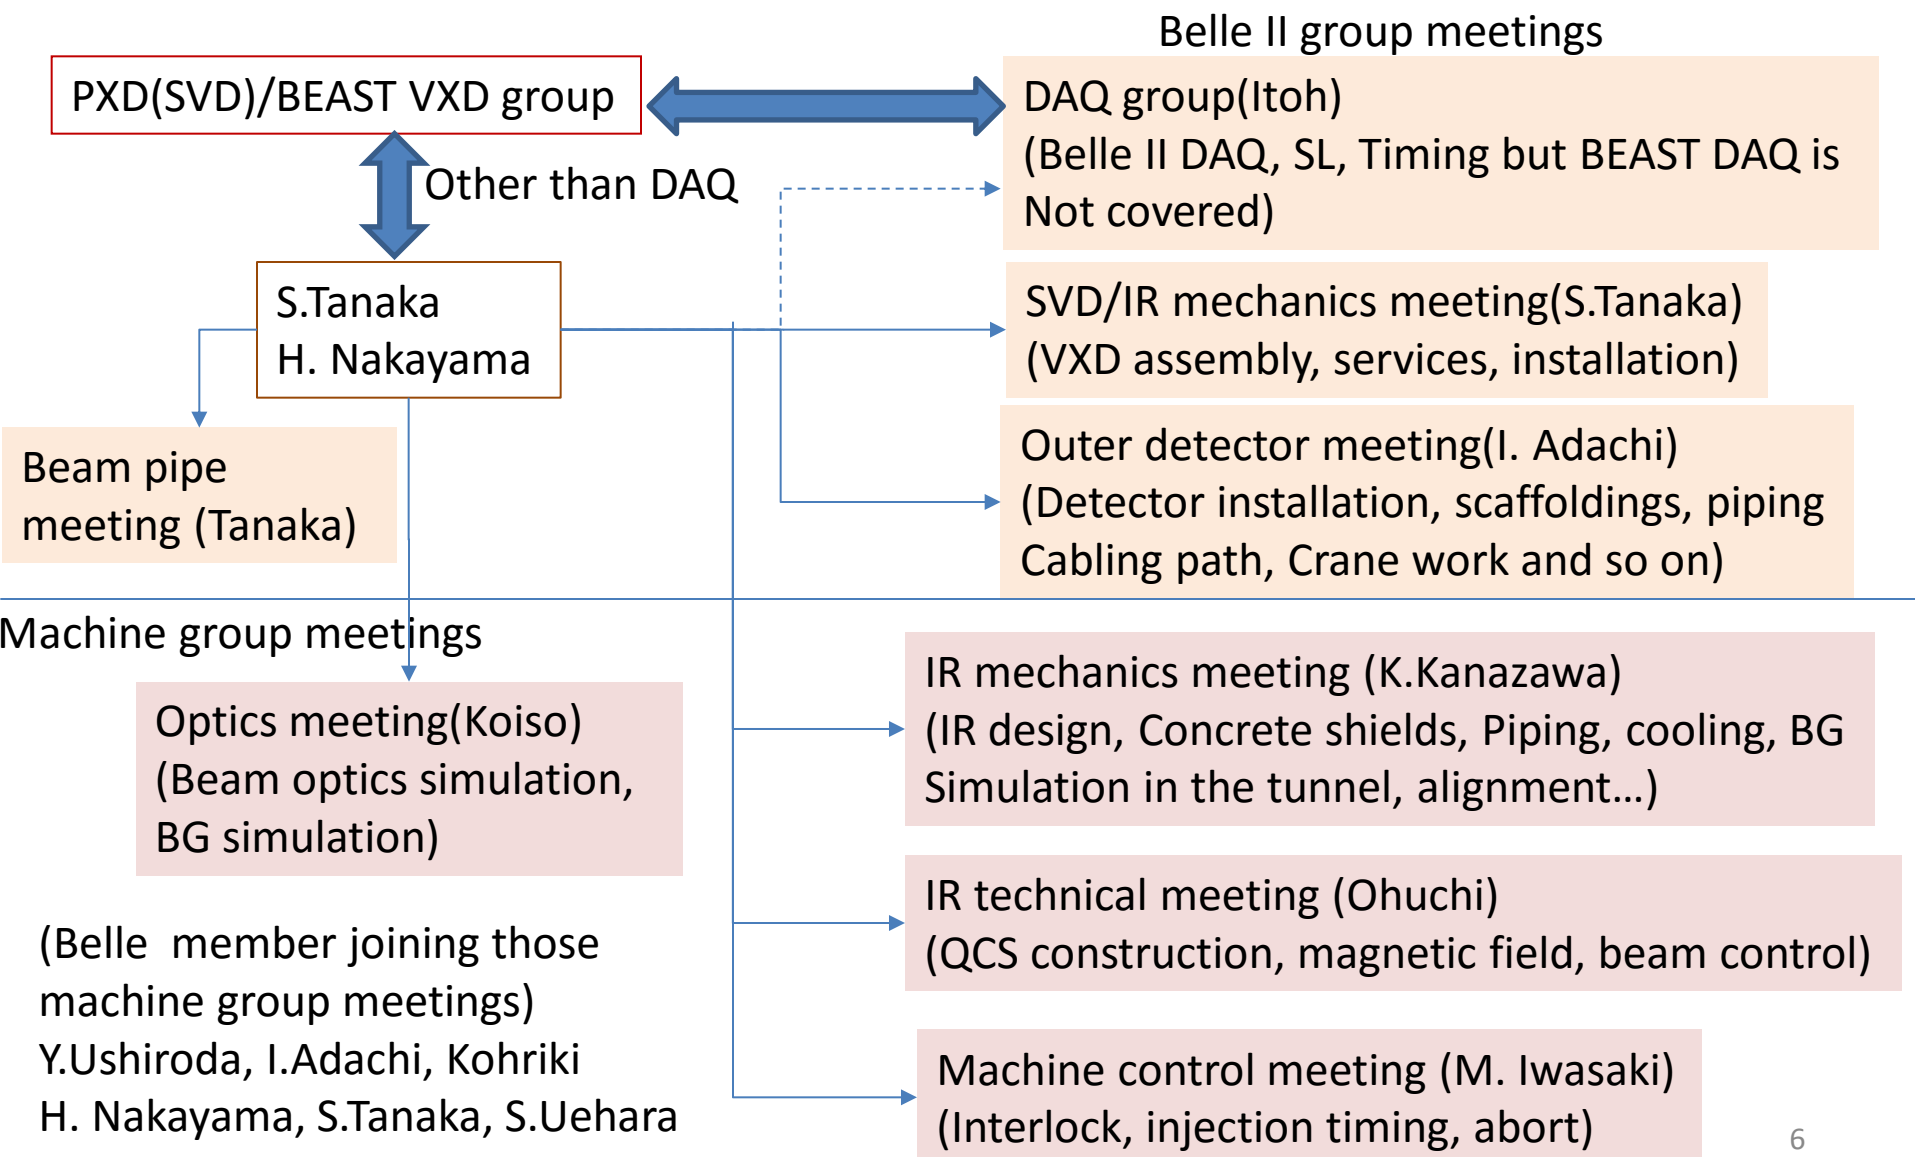 Belle II group meetings
PXD(SVD)/BEAST VXD group
DAQ group(Itoh)
(Belle II DAQ, SL, Timing but BEAST DAQ is
Not covered)
Other than DAQ
S.Tanaka
H. Nakayama
SVD/IR mechanics meeting(S.Tanaka)
(VXD assembly, services, installation)
Beam pipe
meeting (Tanaka)
Outer detector meeting(I. Adachi)
(Detector installation, scaffoldings, piping
Cabling path, Crane work and so on)
Machine group meetings
Optics meeting(Koiso)
(Beam optics simulation,
BG simulation)
IR mechanics meeting (K.Kanazawa)
(IR design, Concrete shields, Piping, cooling, BG
Simulation in the tunnel, alignment…)
IR technical meeting (Ohuchi)
(QCS construction, magnetic field, beam control)
(Belle  member joining those
machine group meetings)
Y.Ushiroda, I.Adachi, Kohriki
H. Nakayama, S.Tanaka, S.Uehara
Machine control meeting (M. Iwasaki)
(Interlock, injection timing, abort)
6